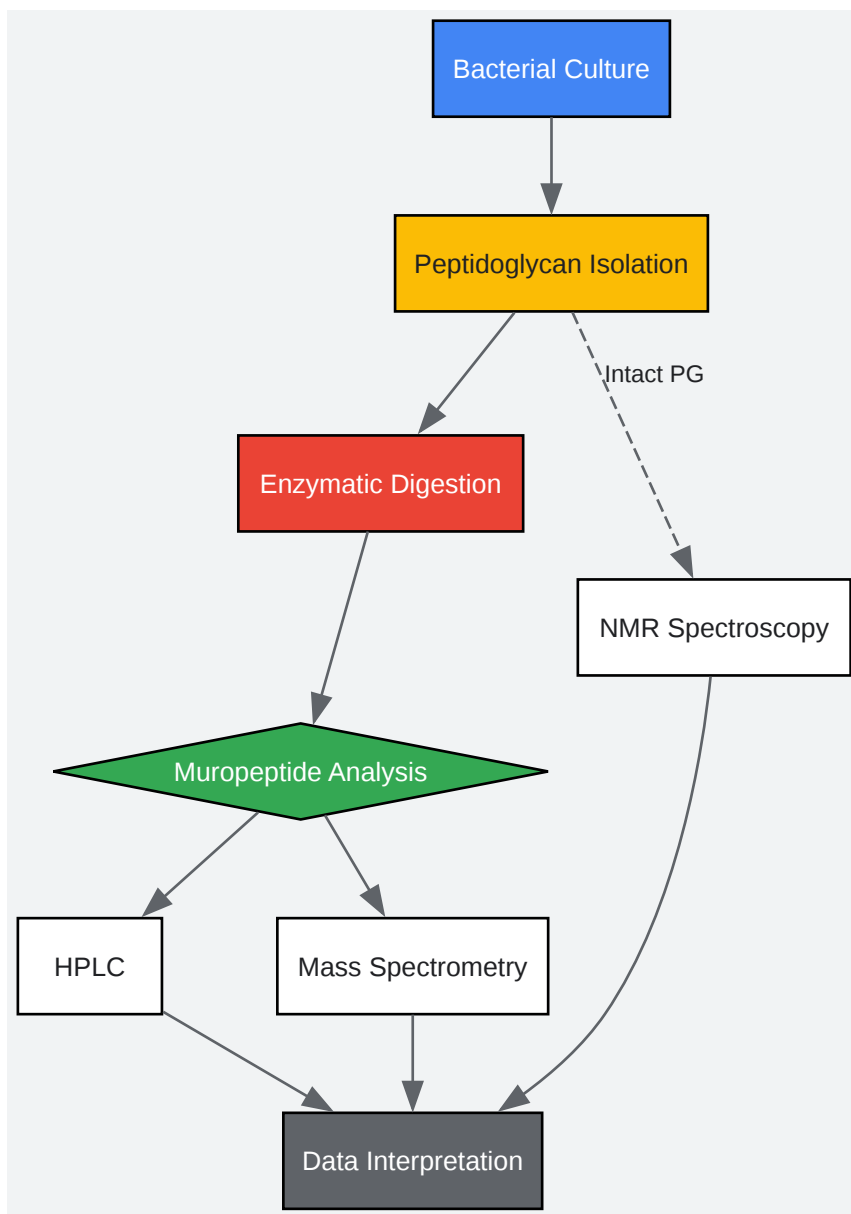 Bacterial Culture
Peptidoglycan Isolation
Intact PG
Enzymatic Digestion
NMR Spectroscopy
Muropeptide Analysis
HPLC
Mass Spectrometry
Data Interpretation